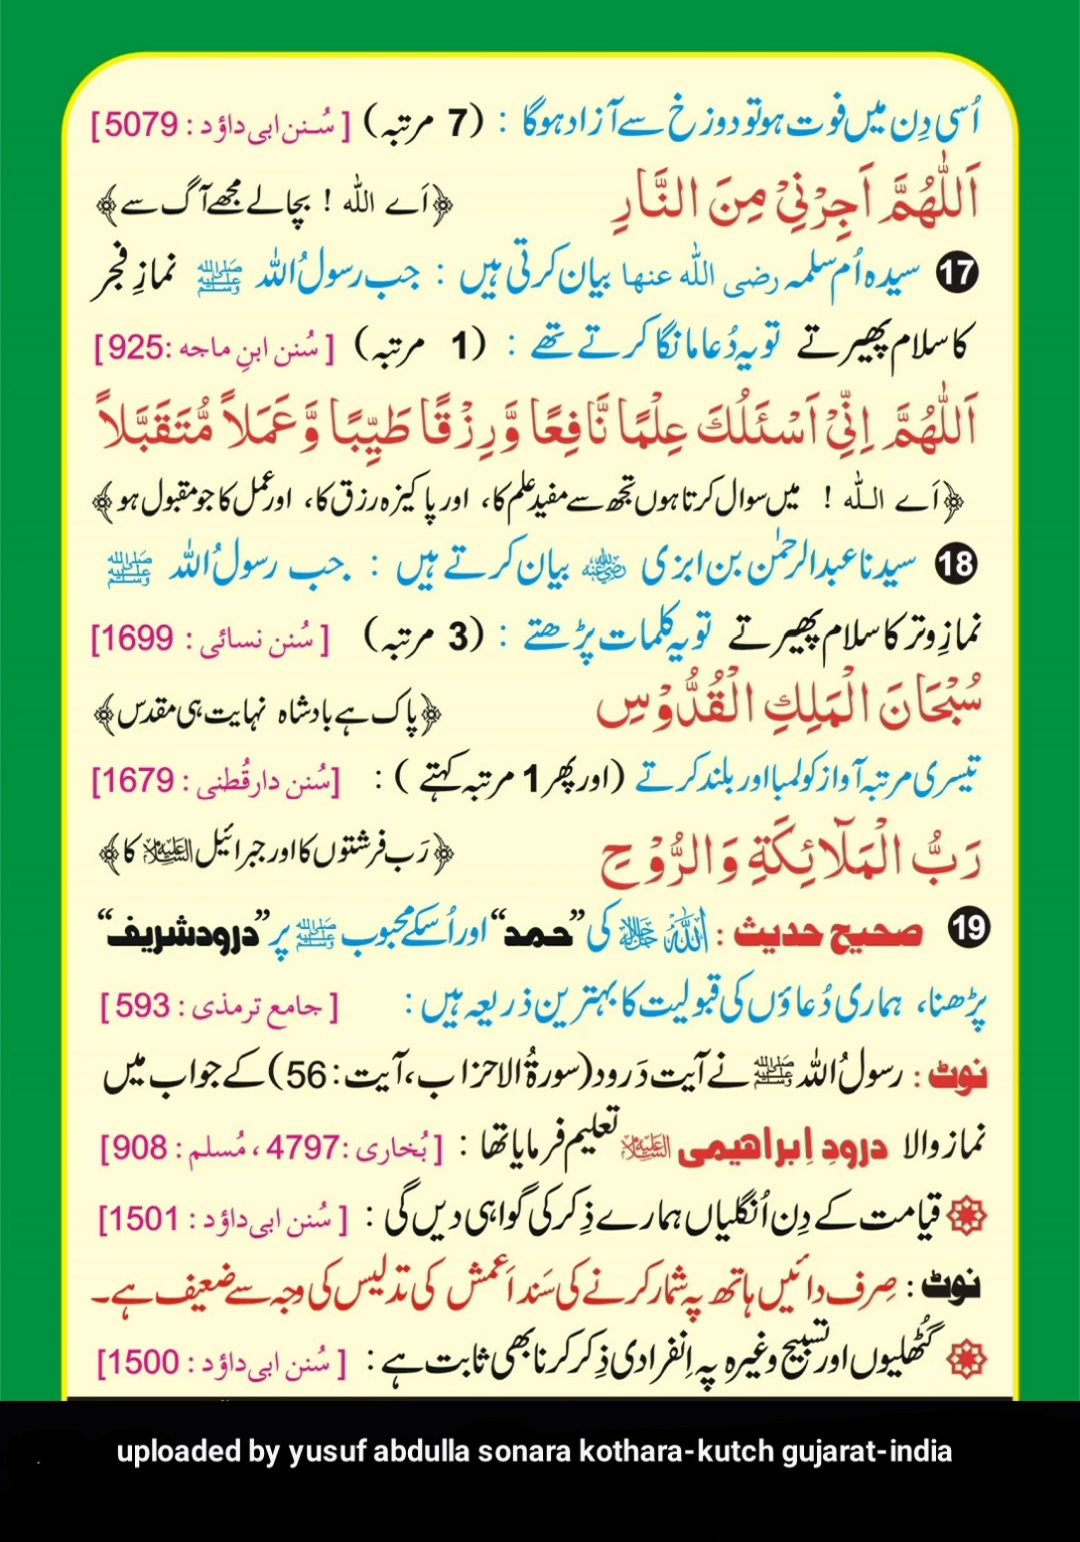 اُسی دِن میں فوت ہو تو دوزخ سے آزاد ہوگا : (7 مرتبہ) [سُنن ابی داؤد : 5079]
اَللّٰهُمَّ اَجِرْنِيْ مِنَ النَّارِ ﴿اَے اللہ ! بچالے مجھے آگ سے﴾
17 سیدہ اُم سلمہ رضی اللہ عنها بیان کرتی ہیں : جب رسولُ اللہ ﷺ نمازِ فجر
کا سلام پھیرتے تو یہ دُعا مانگا کرتے تھے : (1 مرتبہ) [سُنن ابنِ ماجه :925]
اَللّٰهُمَّ اِنِّيْ اَسْئَلُكَ عِلْمًا نَّافِعًا وَّرِزْقًا طَيِّبًا وَّعَمَلاً مُّتَقَبَّلاً
﴿اَے اللہ ! میں سوال کرتا ہوں تجھ سے مفید علم کا، اور پاکیزہ رزق کا، اور عمل کا جو مقبول ہو﴾
18 سیدنا عبدالرحمٰن بن ابزی رضی اللہ عنہ بیان کرتے ہیں : جب رسولُ اللہ ﷺ
نمازِ وتر کا سلام پھیرتے تو یہ کلمات پڑھتے : (3 مرتبہ) [سُنن نسائی : 1699]
سُبْحَانَ الْمَلِكِ الْقُدُّوْسِ ﴿پاک ہے بادشاہ نہایت ہی مقدس﴾
تیسری مرتبہ آواز کو لمبا اور بلند کرتے (اور پھر 1 مرتبہ کہتے ) : [سُنن دارقُطنی : 1679]
رَبُّ الْمَلَآئِكَةِ وَالرُّوْحِ ﴿رَب فرشتوں کا اور جبرائیل علیہ السلام کا﴾
19 صحیح حدیث : اَللّٰہ جل جلالہ کی ”حمد“ اور اُسکے محبوب ﷺ پر ”درود شریف“
پڑھنا، ہماری دُعاؤں کی قبولیت کا بہترین ذریعہ ہیں : [جامع ترمذی : 593]
نوٹ : رسولُ اللہ ﷺ نے آیت دَرود (سورۃُ الاحزاب، آیت : 56) کے جواب میں
نماز والا درودِ اِبراھیمی علیہ السلام تعلیم فرمایا تھا : [بُخاری :4797، مُسلم : 908]
قیامت کے دِن اُنگلیاں ہمارے ذِکر کی گواہی دیں گی : [سُنن ابی داؤد : 1501]
نوٹ : صِرف دائیں ہاتھ پہ شمار کرنے کی سَند اَعمش کی تدلیس کی وجہ سے ضعیف ہے۔
گُٹھلیوں اور تسبیح وغیرہ پہ اِنفرادی ذِکر کرنا بھی ثابت ہے : [سُنن ابی داؤد : 1500]
uploaded by yusuf abdulla sonara kothara-kutch gujarat-india